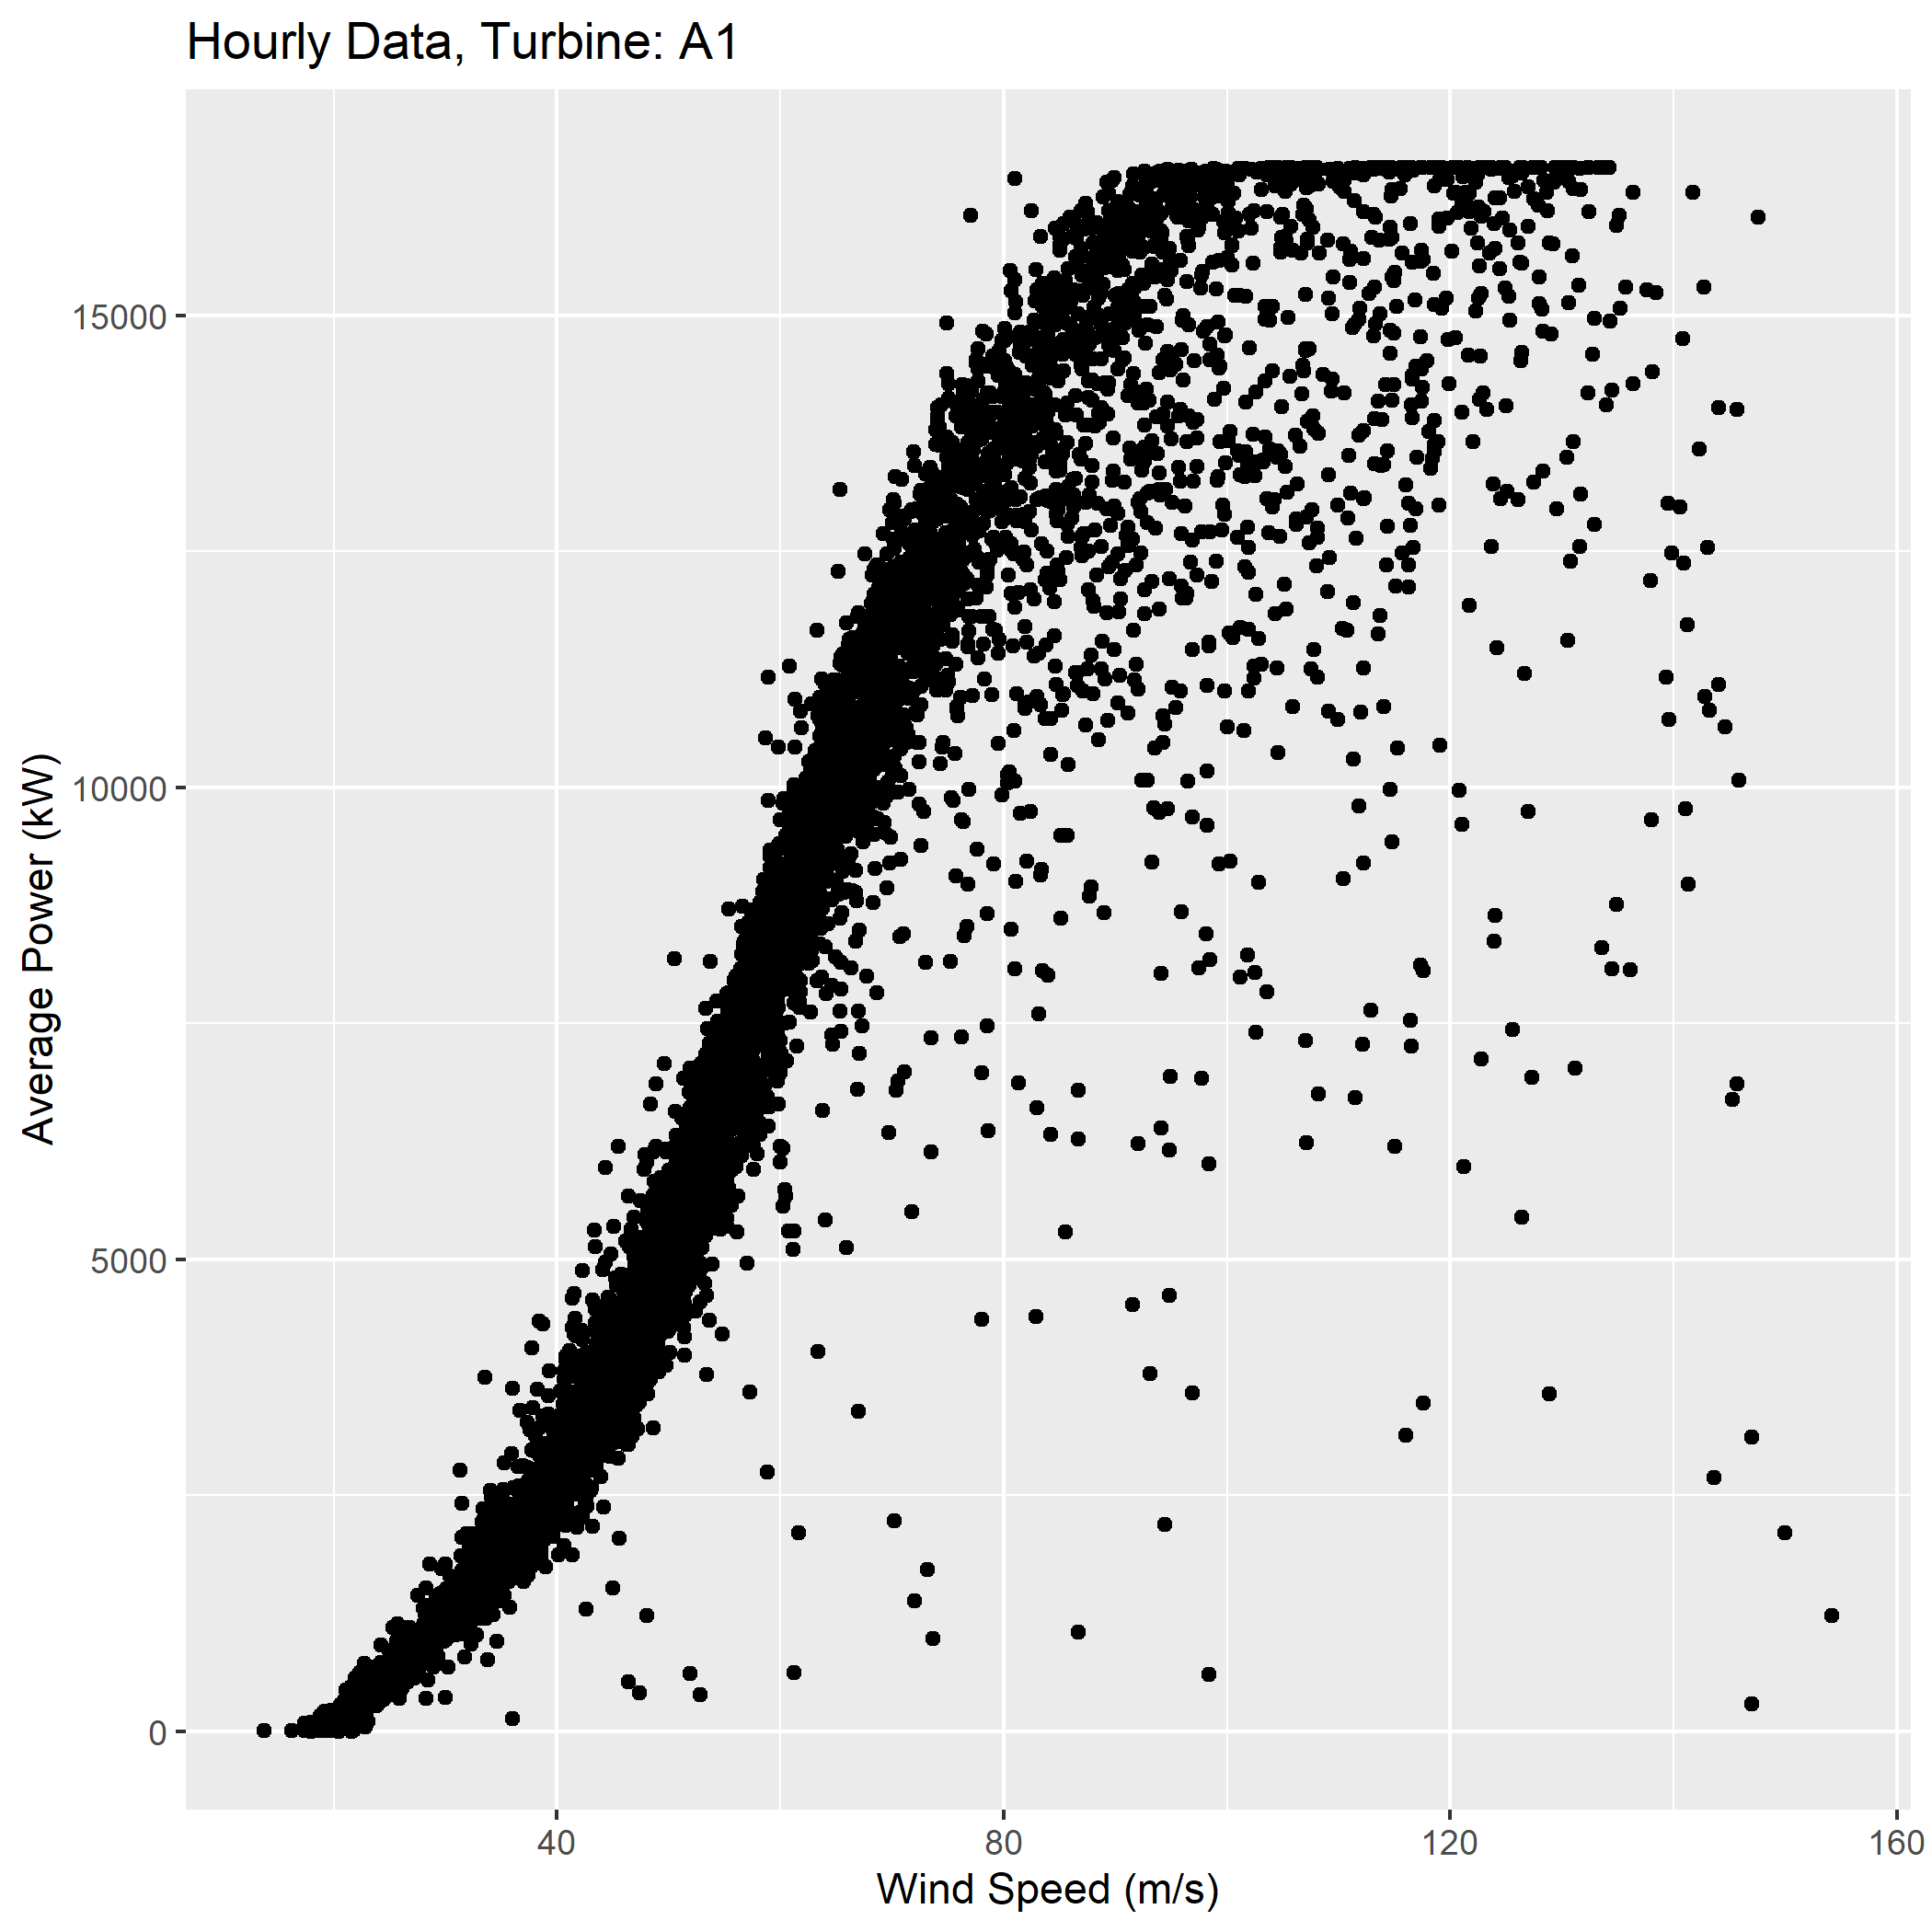 Hourly Data, Turbine: A1
Average Power (kW)
15000
10000
5000
0
40 80 120 160
Wind Speed (m/s)